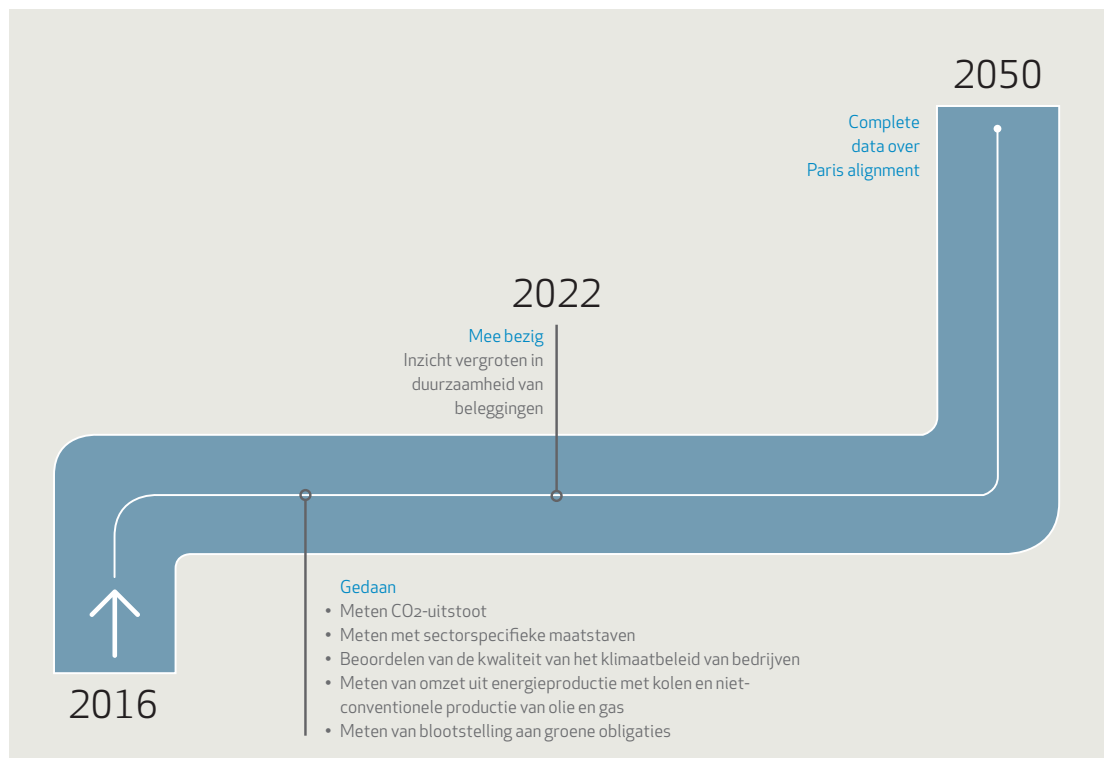 2050
Complete
data over
Paris alignment
2022
Mee bezig
Inzicht vergroten in
duurzaamheid van
beleggingen
Gedaan
• Meten CO2-uitstoot
• Meten met sectorspecifieke maatstaven
• Beoordelen van de kwaliteit van het klimaatbeleid van bedrijven
• Meten van omzet uit energieproductie met kolen en niet-
conventionele productie van olie en gas
• Meten van blootstelling aan groene obligaties
2016